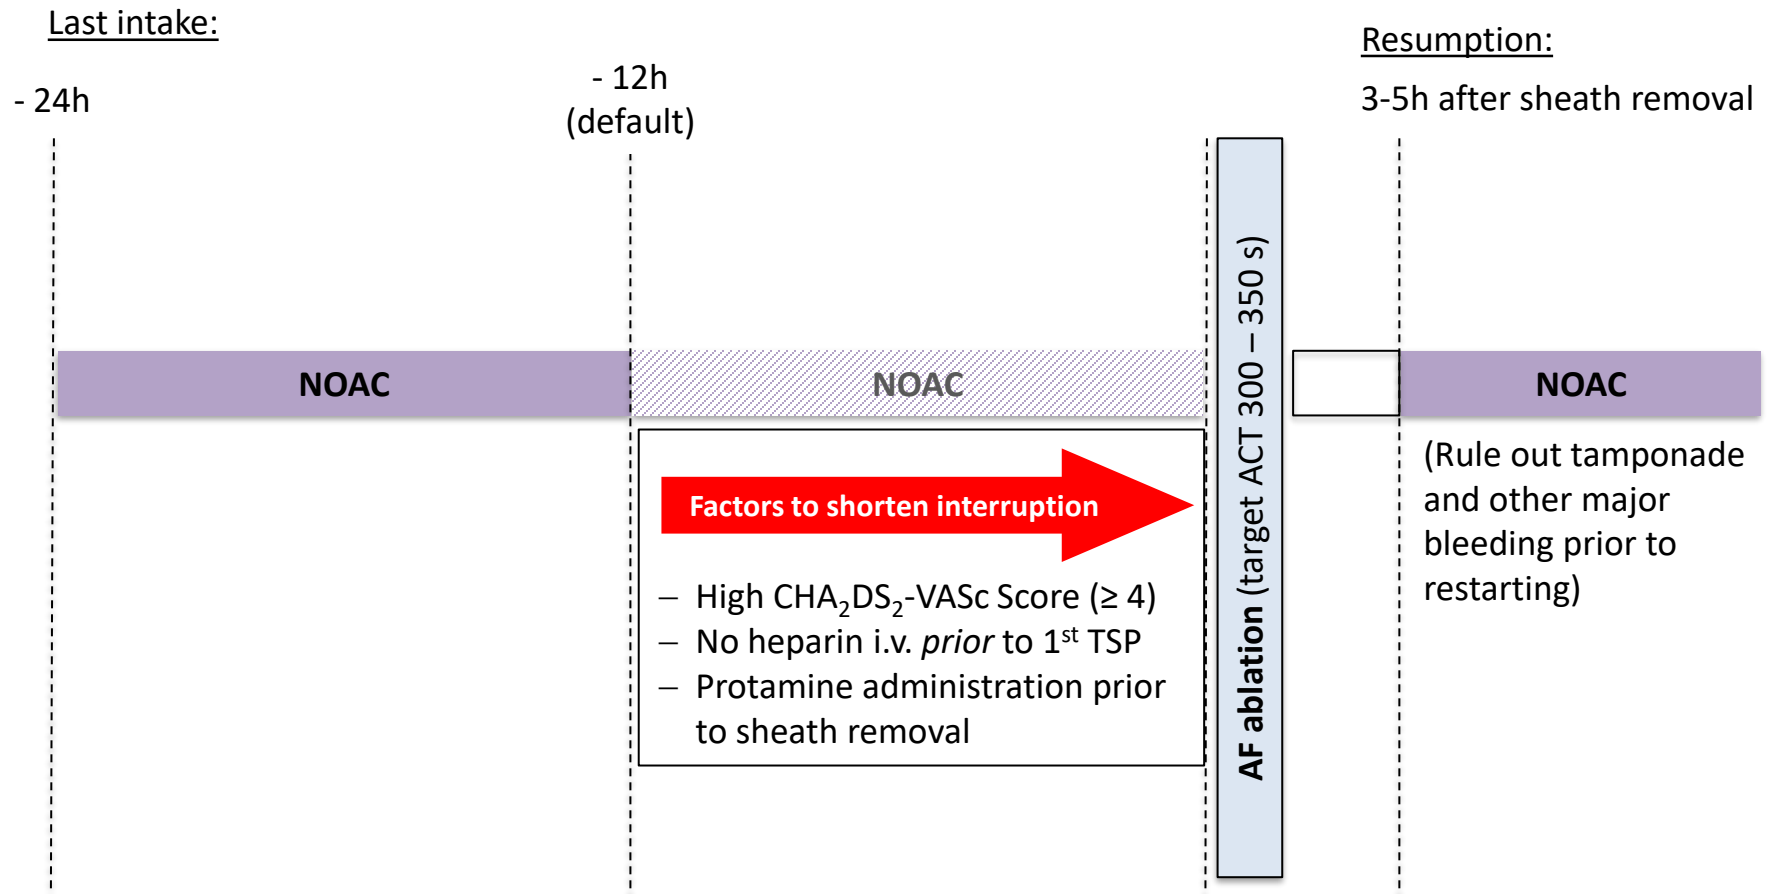 Last intake:
- 24h
- 12h
(default)
Resumption:
3-5h after sheath removal
NOAC
NOAC
AF ablation (target ACT 300 – 350 s)
NOAC
Factors to shorten interruption
– High CHA₂DS₂-VASc Score (≥ 4)
– No heparin i.v. prior to 1ˢᵗ TSP
– Protamine administration prior
to sheath removal
(Rule out tamponade
and other major
bleeding prior to
restarting)